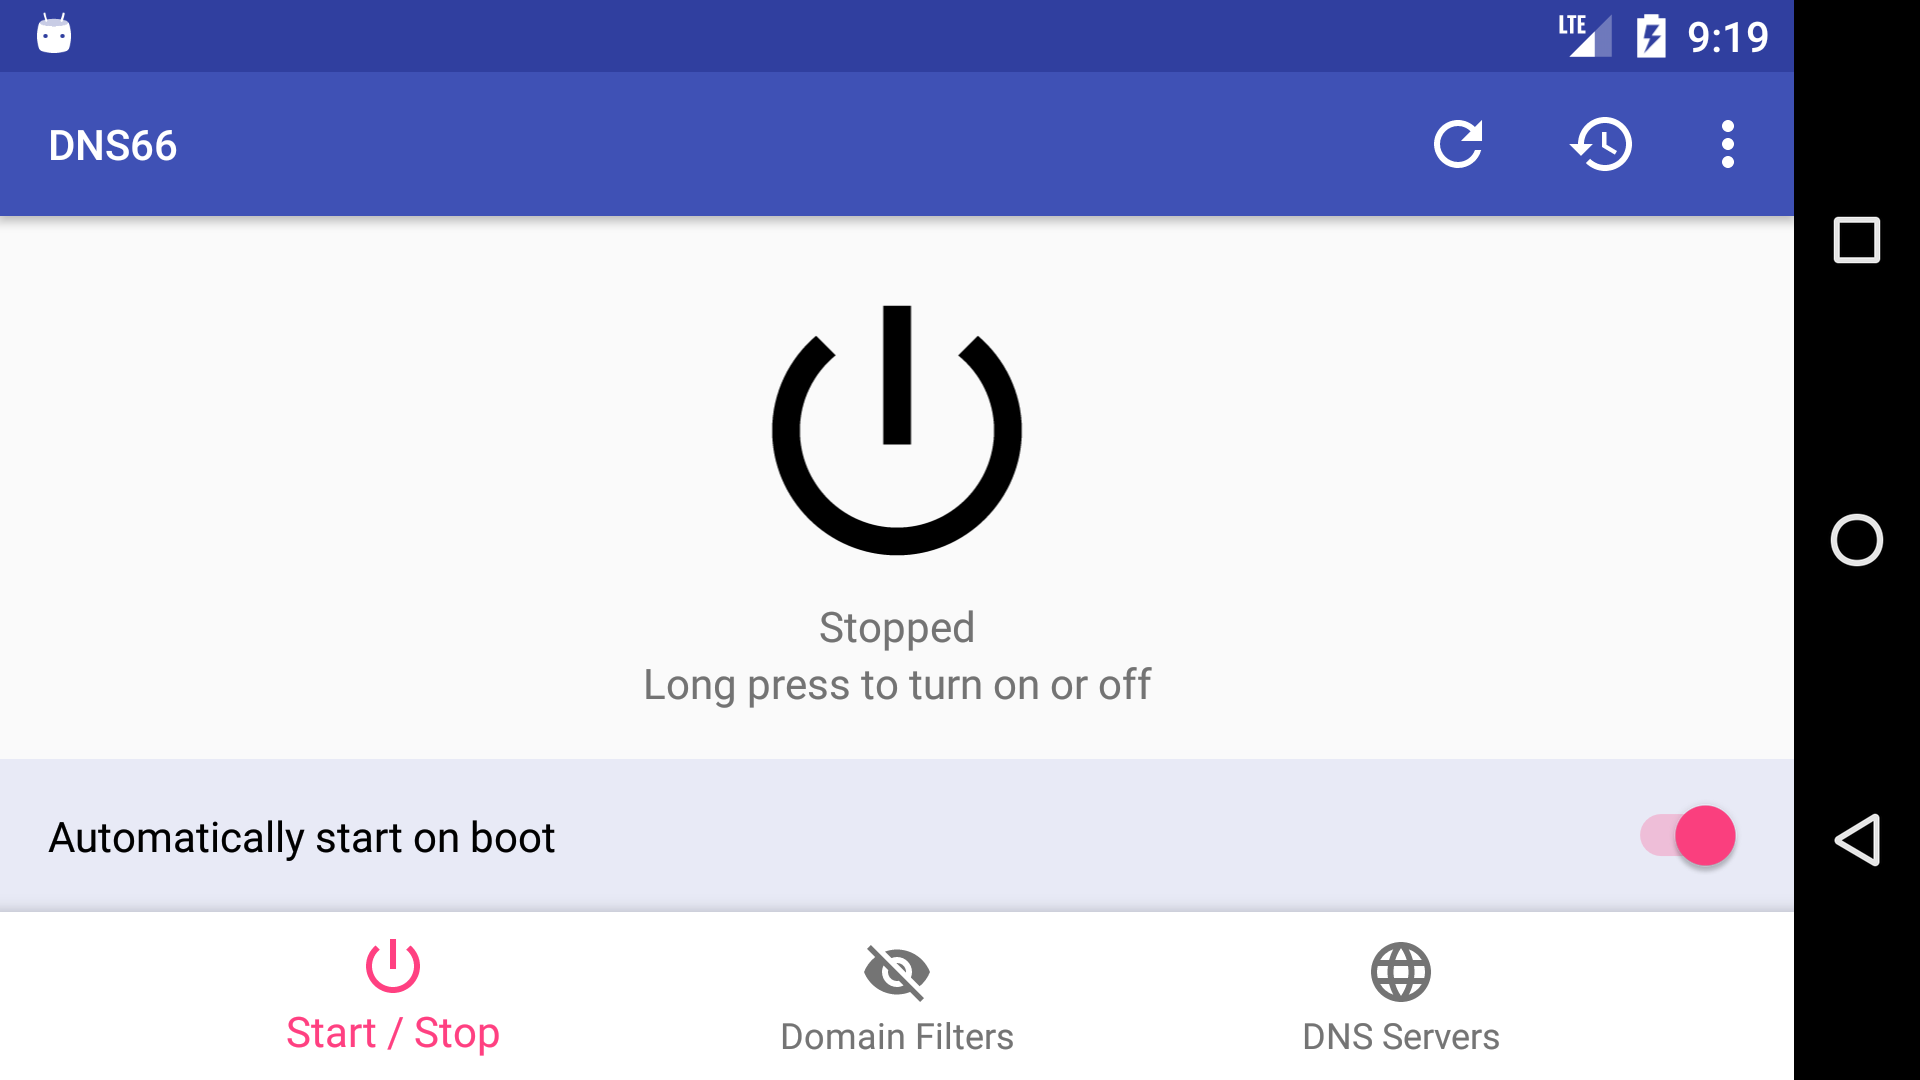 LTE 9:19
DNS66
Stopped
Long press to turn on or off
Automatically start on boot
Start / Stop
Domain Filters
DNS Servers